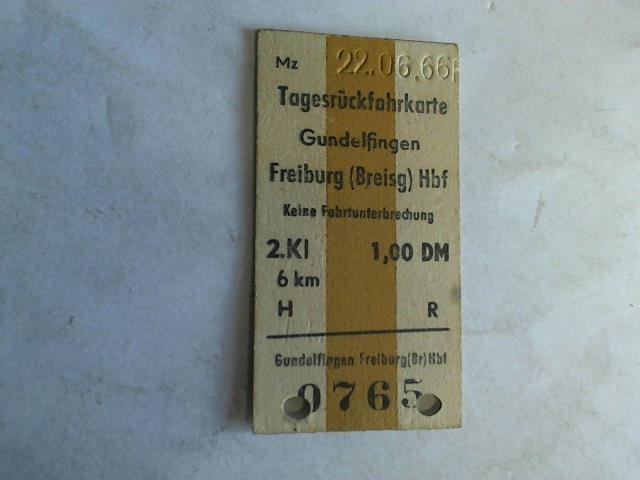 Mz 22.06.66
Tagesrückfahrkarte
Gundelfingen
Freiburg (Breisg) Hbf
Keine Fahrtunterbrechung
2.Kl 1,00 DM
6 km
H R
Gundelfingen Freiburg(Br)Hbf
0765